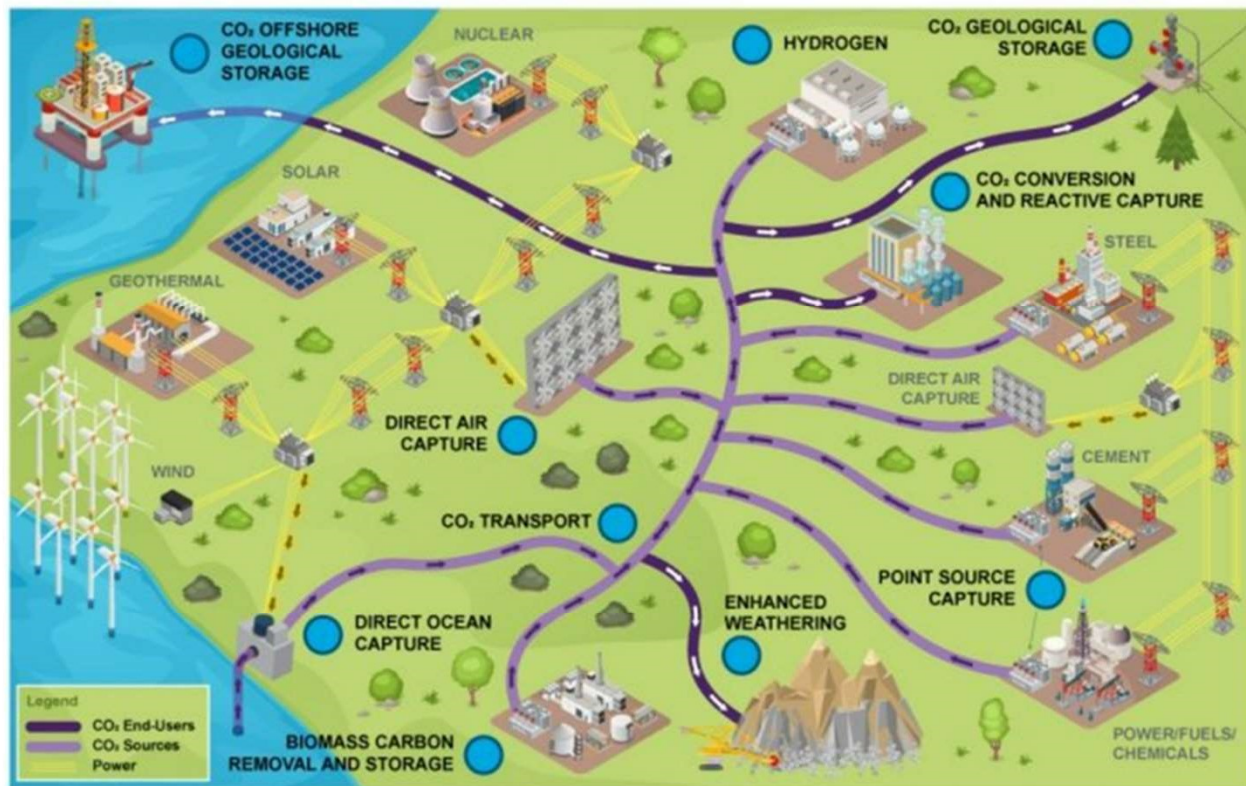 CO₂ OFFSHORE
GEOLOGICAL
STORAGE
NUCLEAR
HYDROGEN
CO₂ GEOLOGICAL
STORAGE
SOLAR
CO₂ CONVERSION
AND REACTIVE CAPTURE
STEEL
GEOTHERMAL
DIRECT AIR
CAPTURE
DIRECT AIR
CAPTURE
WIND
CEMENT
CO₂ TRANSPORT
POINT SOURCE
CAPTURE
DIRECT OCEAN
CAPTURE
ENHANCED
WEATHERING
BIOMASS CARBON
REMOVAL AND STORAGE
POWER/FUELS/
CHEMICALS
Legend
CO₂ End-Users
CO₂ Sources
Power